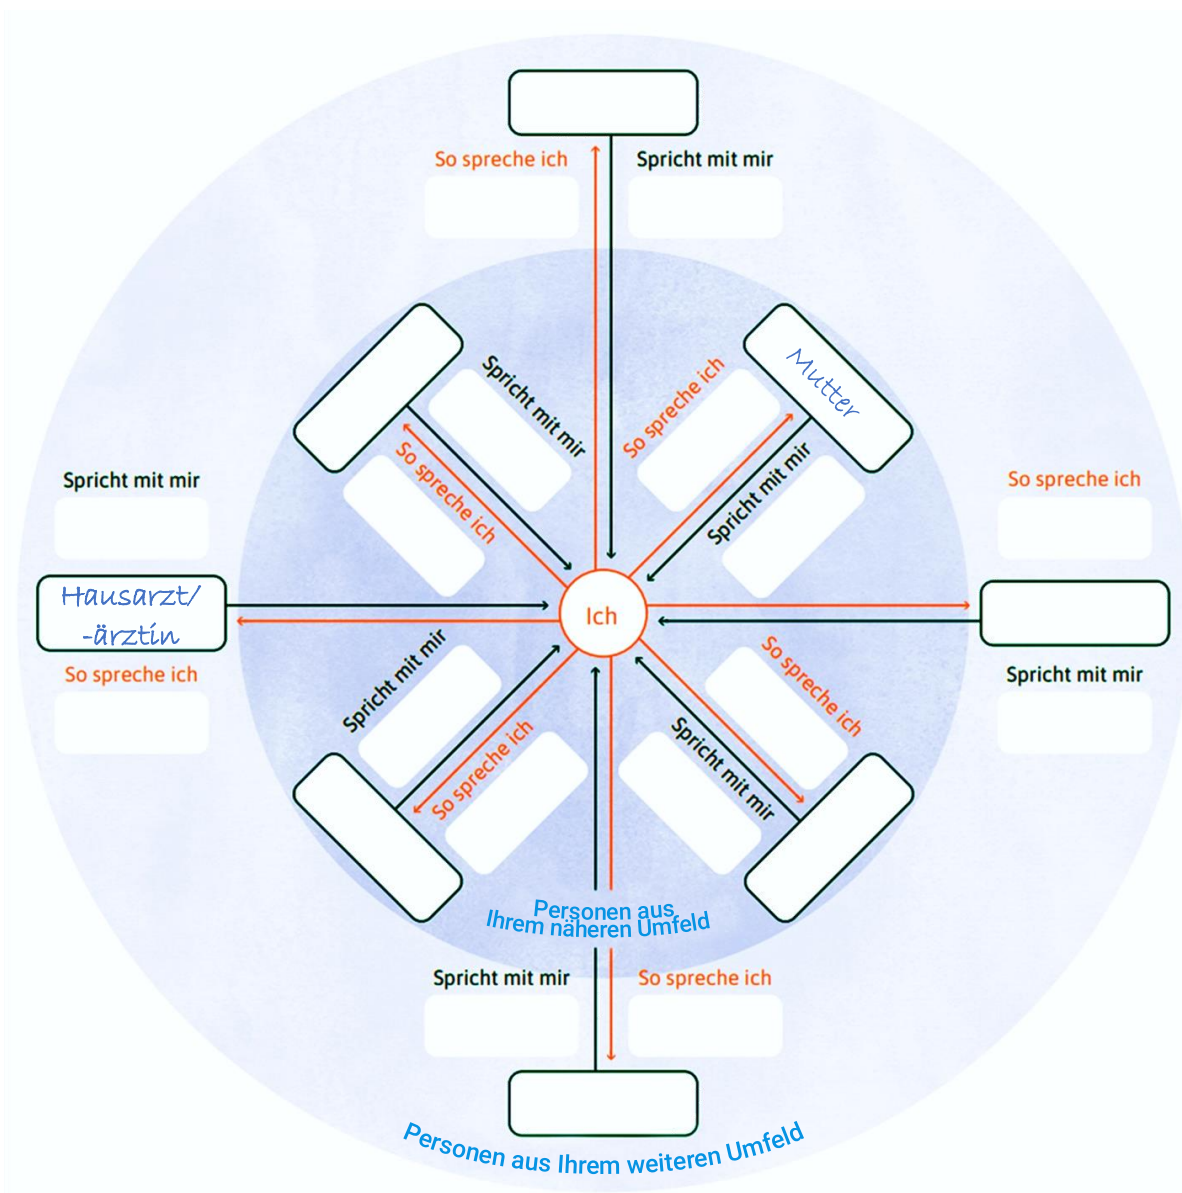 So spreche ich
Spricht mit mir
Spricht mit mir
So spreche ich
So spreche ich
Mutter
Spricht mit mir
Spricht mit mir
Hausarzt/
-ärztin
So spreche ich
Ich
So spreche ich
Spricht mit mir
Spricht mit mir
So spreche ich
So spreche ich
Spricht mit mir
Personen aus
Ihrem näheren Umfeld
Spricht mit mir
So spreche ich
Personen aus Ihrem weiteren Umfeld